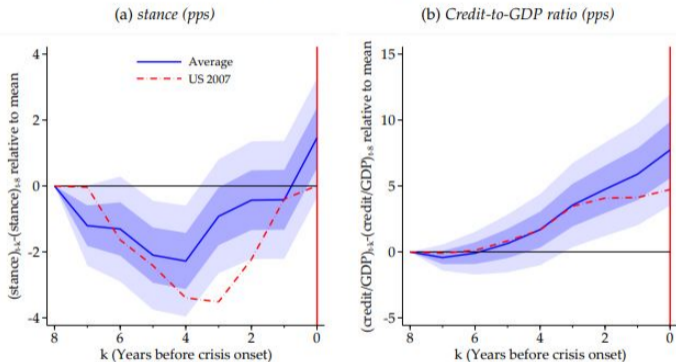 (a) stance (pps)
(stance)t-k-(stance)t-8 relative to mean
4
2
0
-2
-4
Average
US 2007
8
6
4
2
0
k (Years before crisis onset)
(b) Credit-to-GDP ratio (pps)
(credit/GDP)t-k-(credit/GDP)t-8 relative to mean
15
10
5
0
-5
8
6
4
2
0
k (Years before crisis onset)